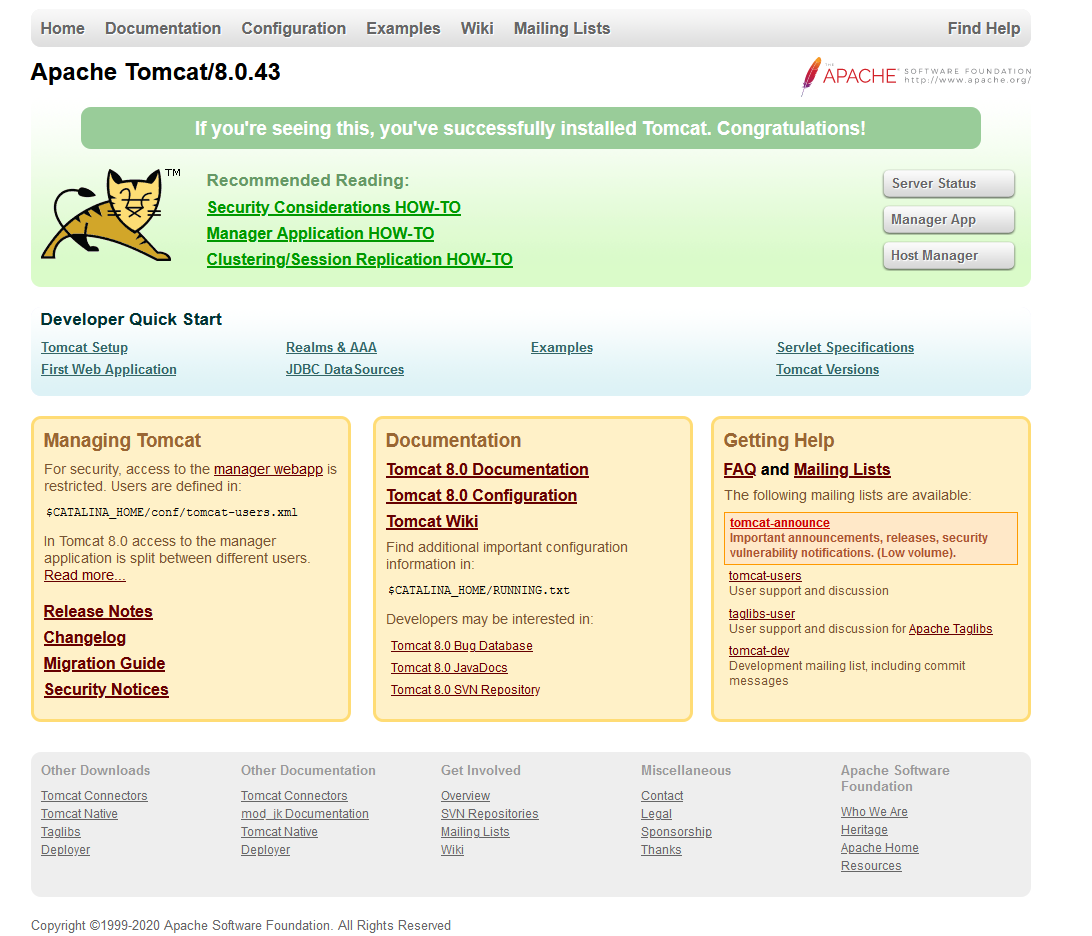 Home Documentation Configuration Examples Wiki Mailing Lists Find Help
Apache Tomcat/8.0.43
THE APACHE® SOFTWARE FOUNDATION
http://www.apache.org/
If you're seeing this, you've successfully installed Tomcat. Congratulations!
TM
Recommended Reading:
Security Considerations HOW-TO
Manager Application HOW-TO
Clustering/Session Replication HOW-TO
Server Status
Manager App
Host Manager
Developer Quick Start
Tomcat Setup
First Web Application
Realms & AAA
JDBC DataSources
Examples
Servlet Specifications
Tomcat Versions
Managing Tomcat
For security, access to the manager webapp is
restricted. Users are defined in:
$CATALINA_HOME/conf/tomcat-users.xml
In Tomcat 8.0 access to the manager
application is split between different users.
Read more...
Release Notes
Changelog
Migration Guide
Security Notices
Documentation
Tomcat 8.0 Documentation
Tomcat 8.0 Configuration
Tomcat Wiki
Find additional important configuration
information in:
$CATALINA_HOME/RUNNING.txt
Developers may be interested in:
Tomcat 8.0 Bug Database
Tomcat 8.0 JavaDocs
Tomcat 8.0 SVN Repository
Getting Help
FAQ and Mailing Lists
The following mailing lists are available:
tomcat-announce
Important announcements, releases, security
vulnerability notifications. (Low volume).
tomcat-users
User support and discussion
taglibs-user
User support and discussion for Apache Taglibs
tomcat-dev
Development mailing list, including commit
messages
Other Downloads
Tomcat Connectors
Tomcat Native
Taglibs
Deployer
Other Documentation
Tomcat Connectors
mod_jk Documentation
Tomcat Native
Deployer
Get Involved
Overview
SVN Repositories
Mailing Lists
Wiki
Miscellaneous
Contact
Legal
Sponsorship
Thanks
Apache Software
Foundation
Who We Are
Heritage
Apache Home
Resources
Copyright ©1999-2020 Apache Software Foundation. All Rights Reserved